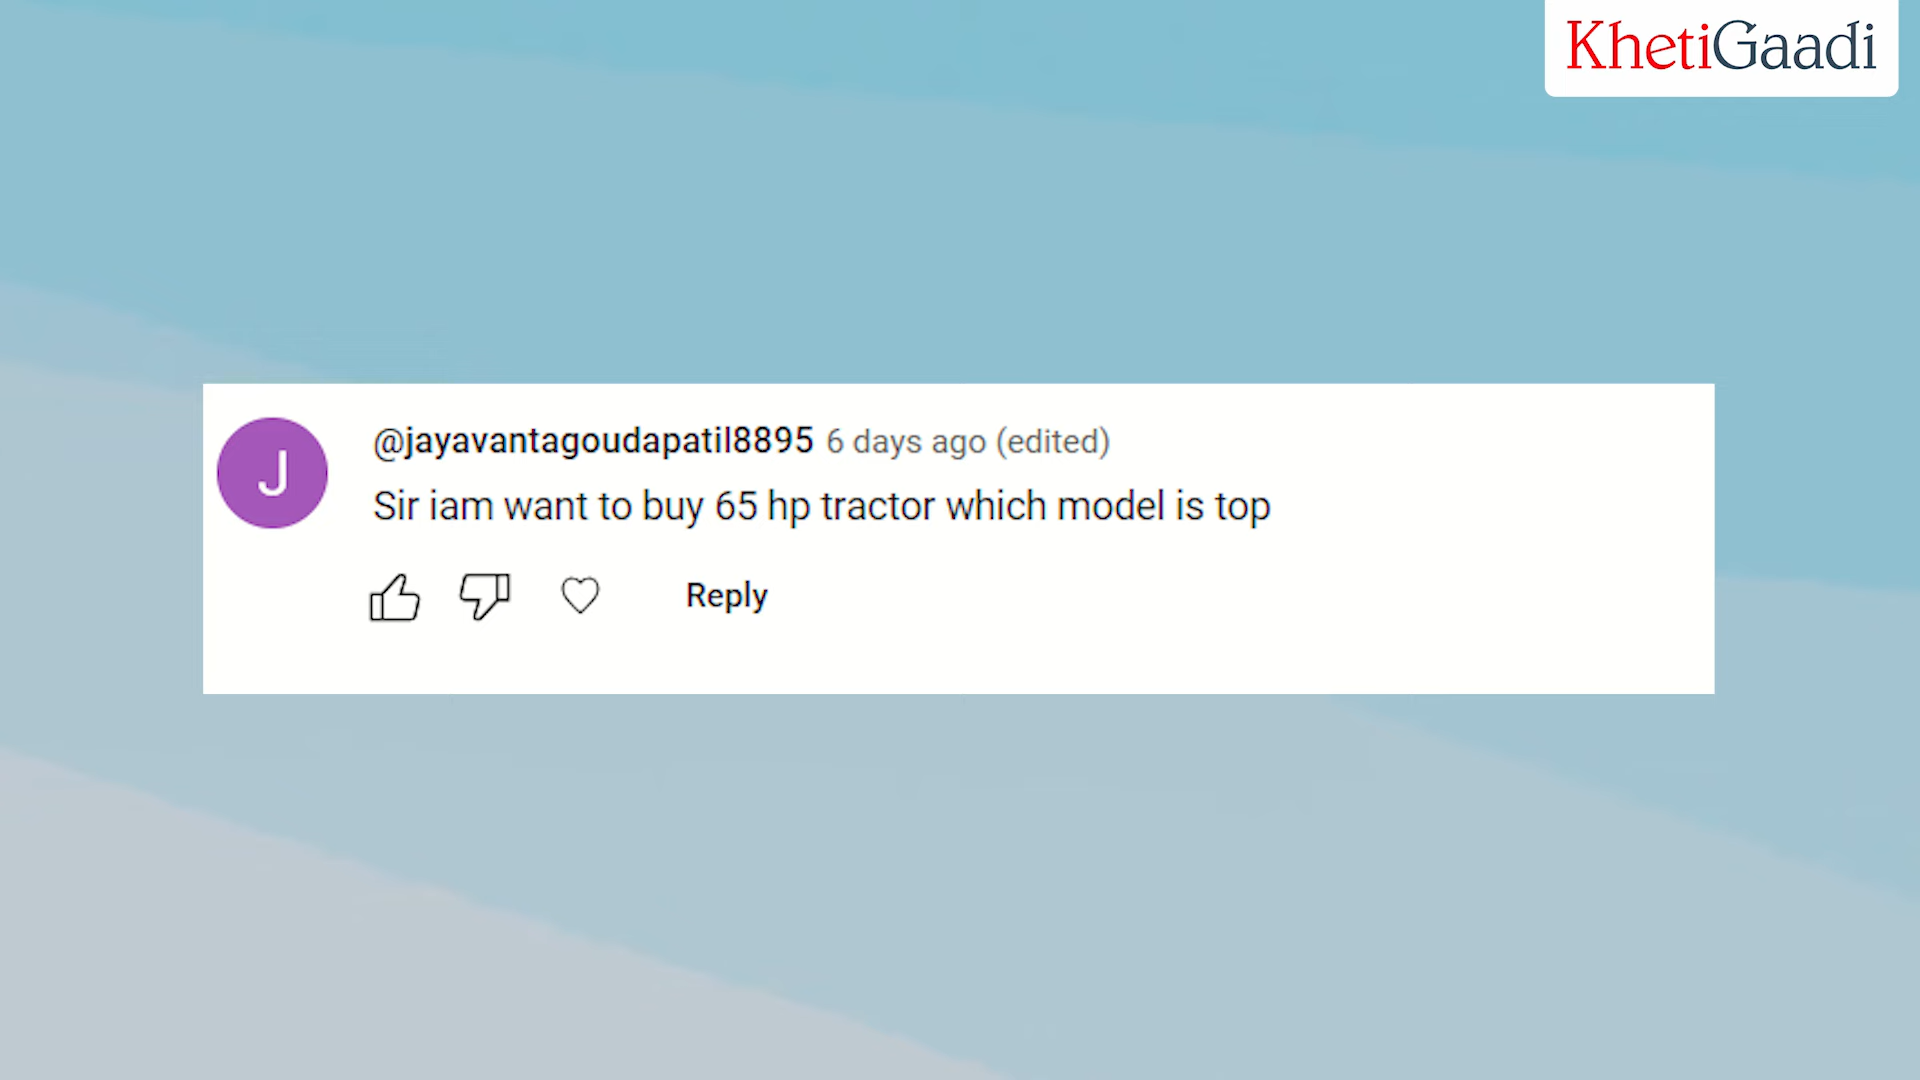 KhetiGaadi
J
@jayavantagoudapatil8895 6 days ago (edited)
Sir iam want to buy 65 hp tractor which model is top
Reply